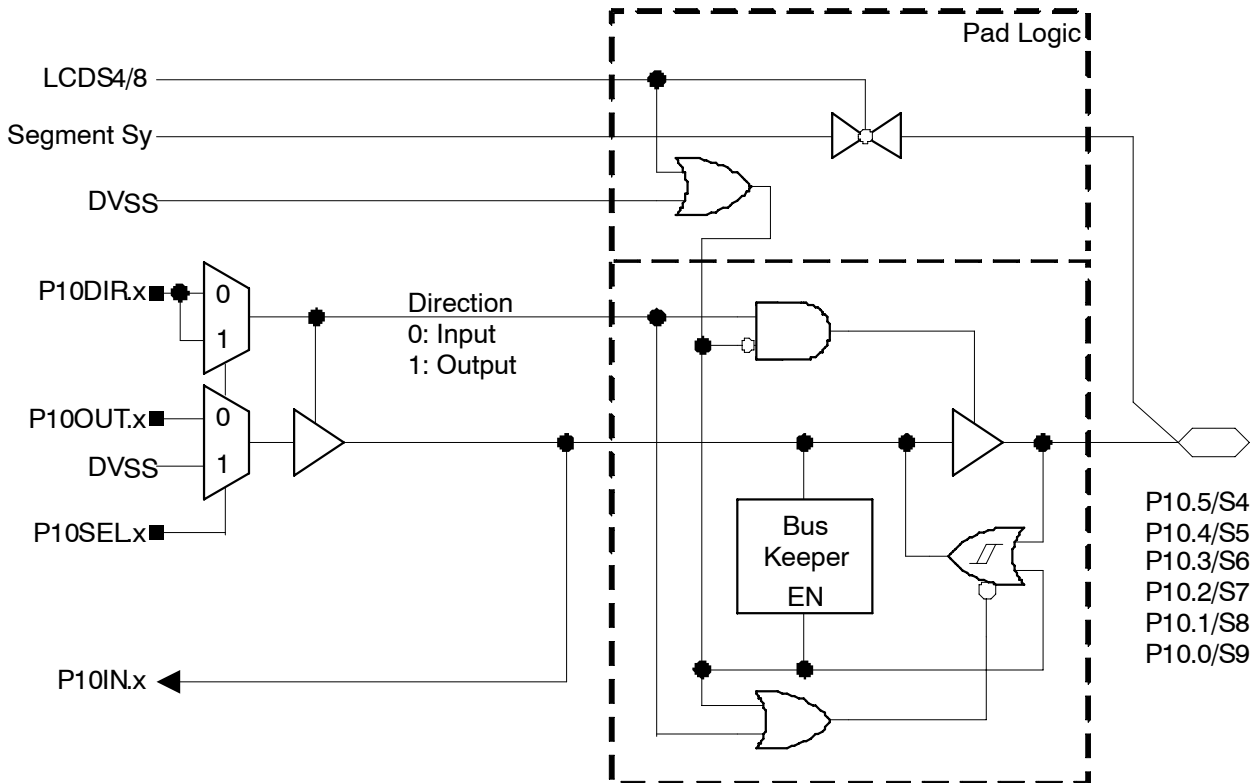 Pad Logic
LCDS4/8
Segment Sy
DVSS
P10DIR.x
0
1
Direction
0: Input
1: Output
P10OUT.x
0
DVSS
1
P10SEL.x
Bus
Keeper
EN
P10.5/S4
P10.4/S5
P10.3/S6
P10.2/S7
P10.1/S8
P10.0/S9
P10IN.x